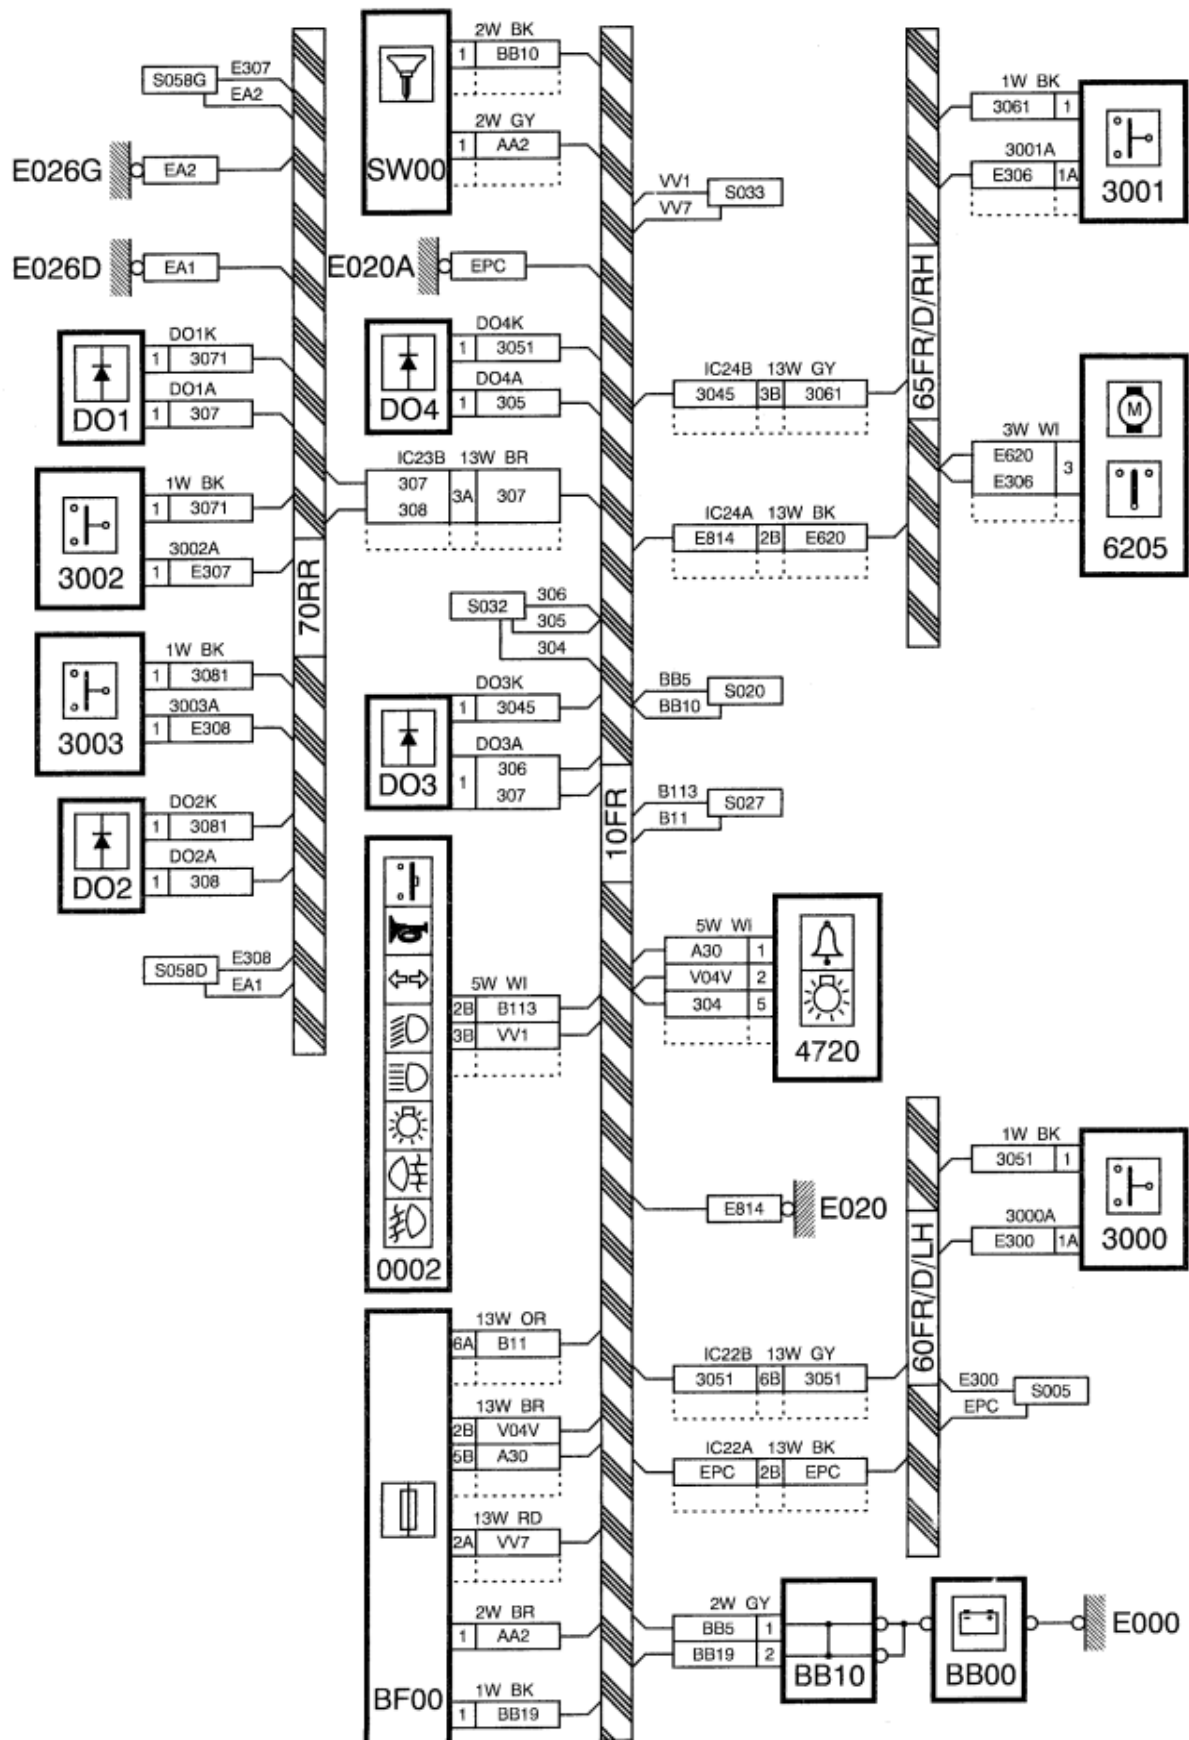 S058G
E307
EA2
E026G
EA2
E026D
EA1
DO1
DO1K
1 3071
DO1A
1 307
3002
1W BK
1 3071
3002A
1 E307
3003
1W BK
1 3081
3003A
1 E308
DO2
DO2K
1 3081
DO2A
1 308
S058D
E308
EA1
70RR
SW00
2W BK
1 BB10
2W GY
1 AA2
E020A
EPC
DO4
DO4K
1 3051
DO4A
1 305
IC23B 13W BR
307
308
3A
307
S032
306
305
304
DO3
DO3K
1 3045
DO3A
1
306
307
0002
5W WI
2B B113
3B VV1
BF00
13W OR
6A B11
13W BR
2B V04V
5B A30
13W RD
2A VV7
2W BR
1 AA2
1W BK
1 BB19
10FR
VV1
VV7
S033
IC24B 13W GY
3045 3B 3061
IC24A 13W BK
E814 2B E620
BB5
BB10
S020
B113
B11
S027
5W WI
A30 1
V04V 2
304 5
4720
E814
E020
IC22B 13W GY
3051 6B 3051
IC22A 13W BK
EPC 2B EPC
2W GY
BB5 1
BB19 2
BB10
BB00
E000
65FR/D/RH
1W BK
3061 1
3001A
E306 1A
3001
3W WI
E620
E306
3
M
6205
60FR/D/LH
1W BK
3051 1
3000A
E300 1A
3000
E300
EPC
S005